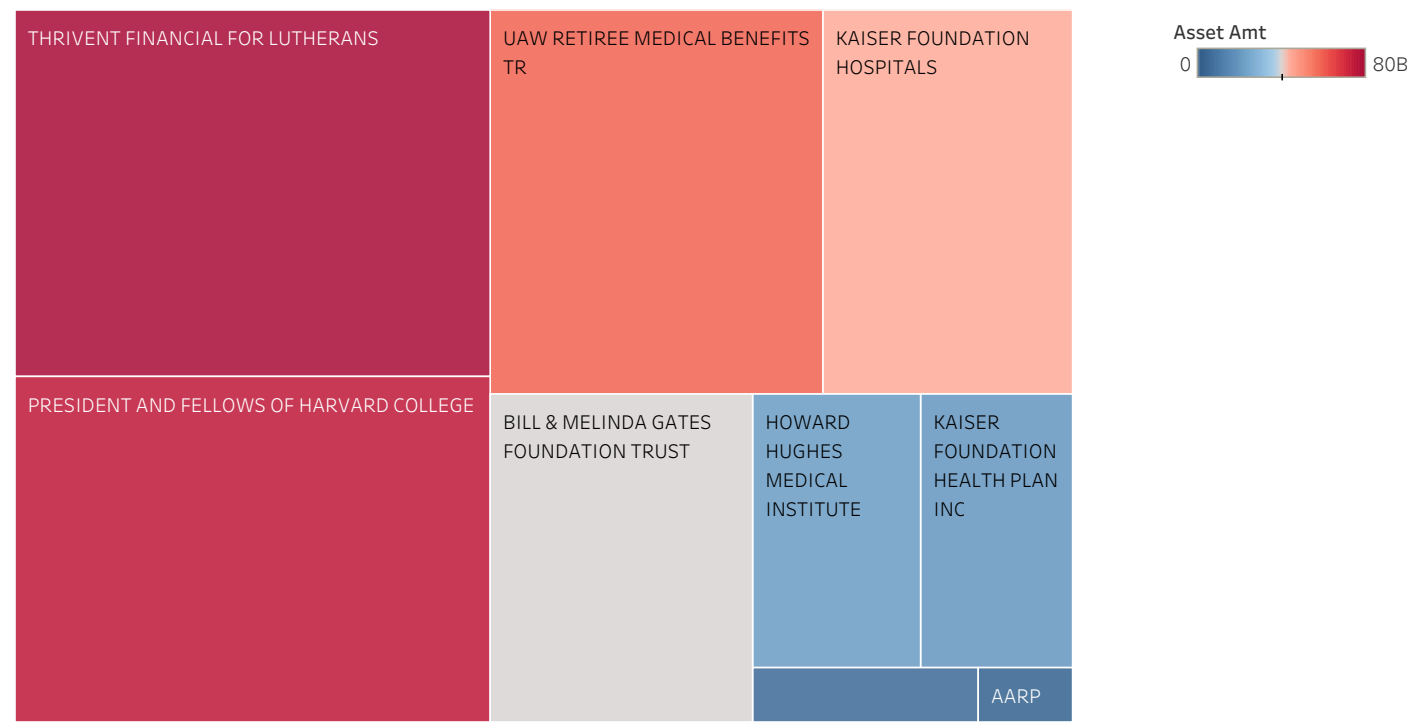 THRIVENT FINANCIAL FOR LUTHERANS
UAW RETIREE MEDICAL BENEFITS
TR
KAISER FOUNDATION
HOSPITALS
PRESIDENT AND FELLOWS OF HARVARD COLLEGE
BILL & MELINDA GATES
FOUNDATION TRUST
HOWARD
HUGHES
MEDICAL
INSTITUTE
KAISER
FOUNDATION
HEALTH PLAN
INC
AARP
Asset Amt
0
80B